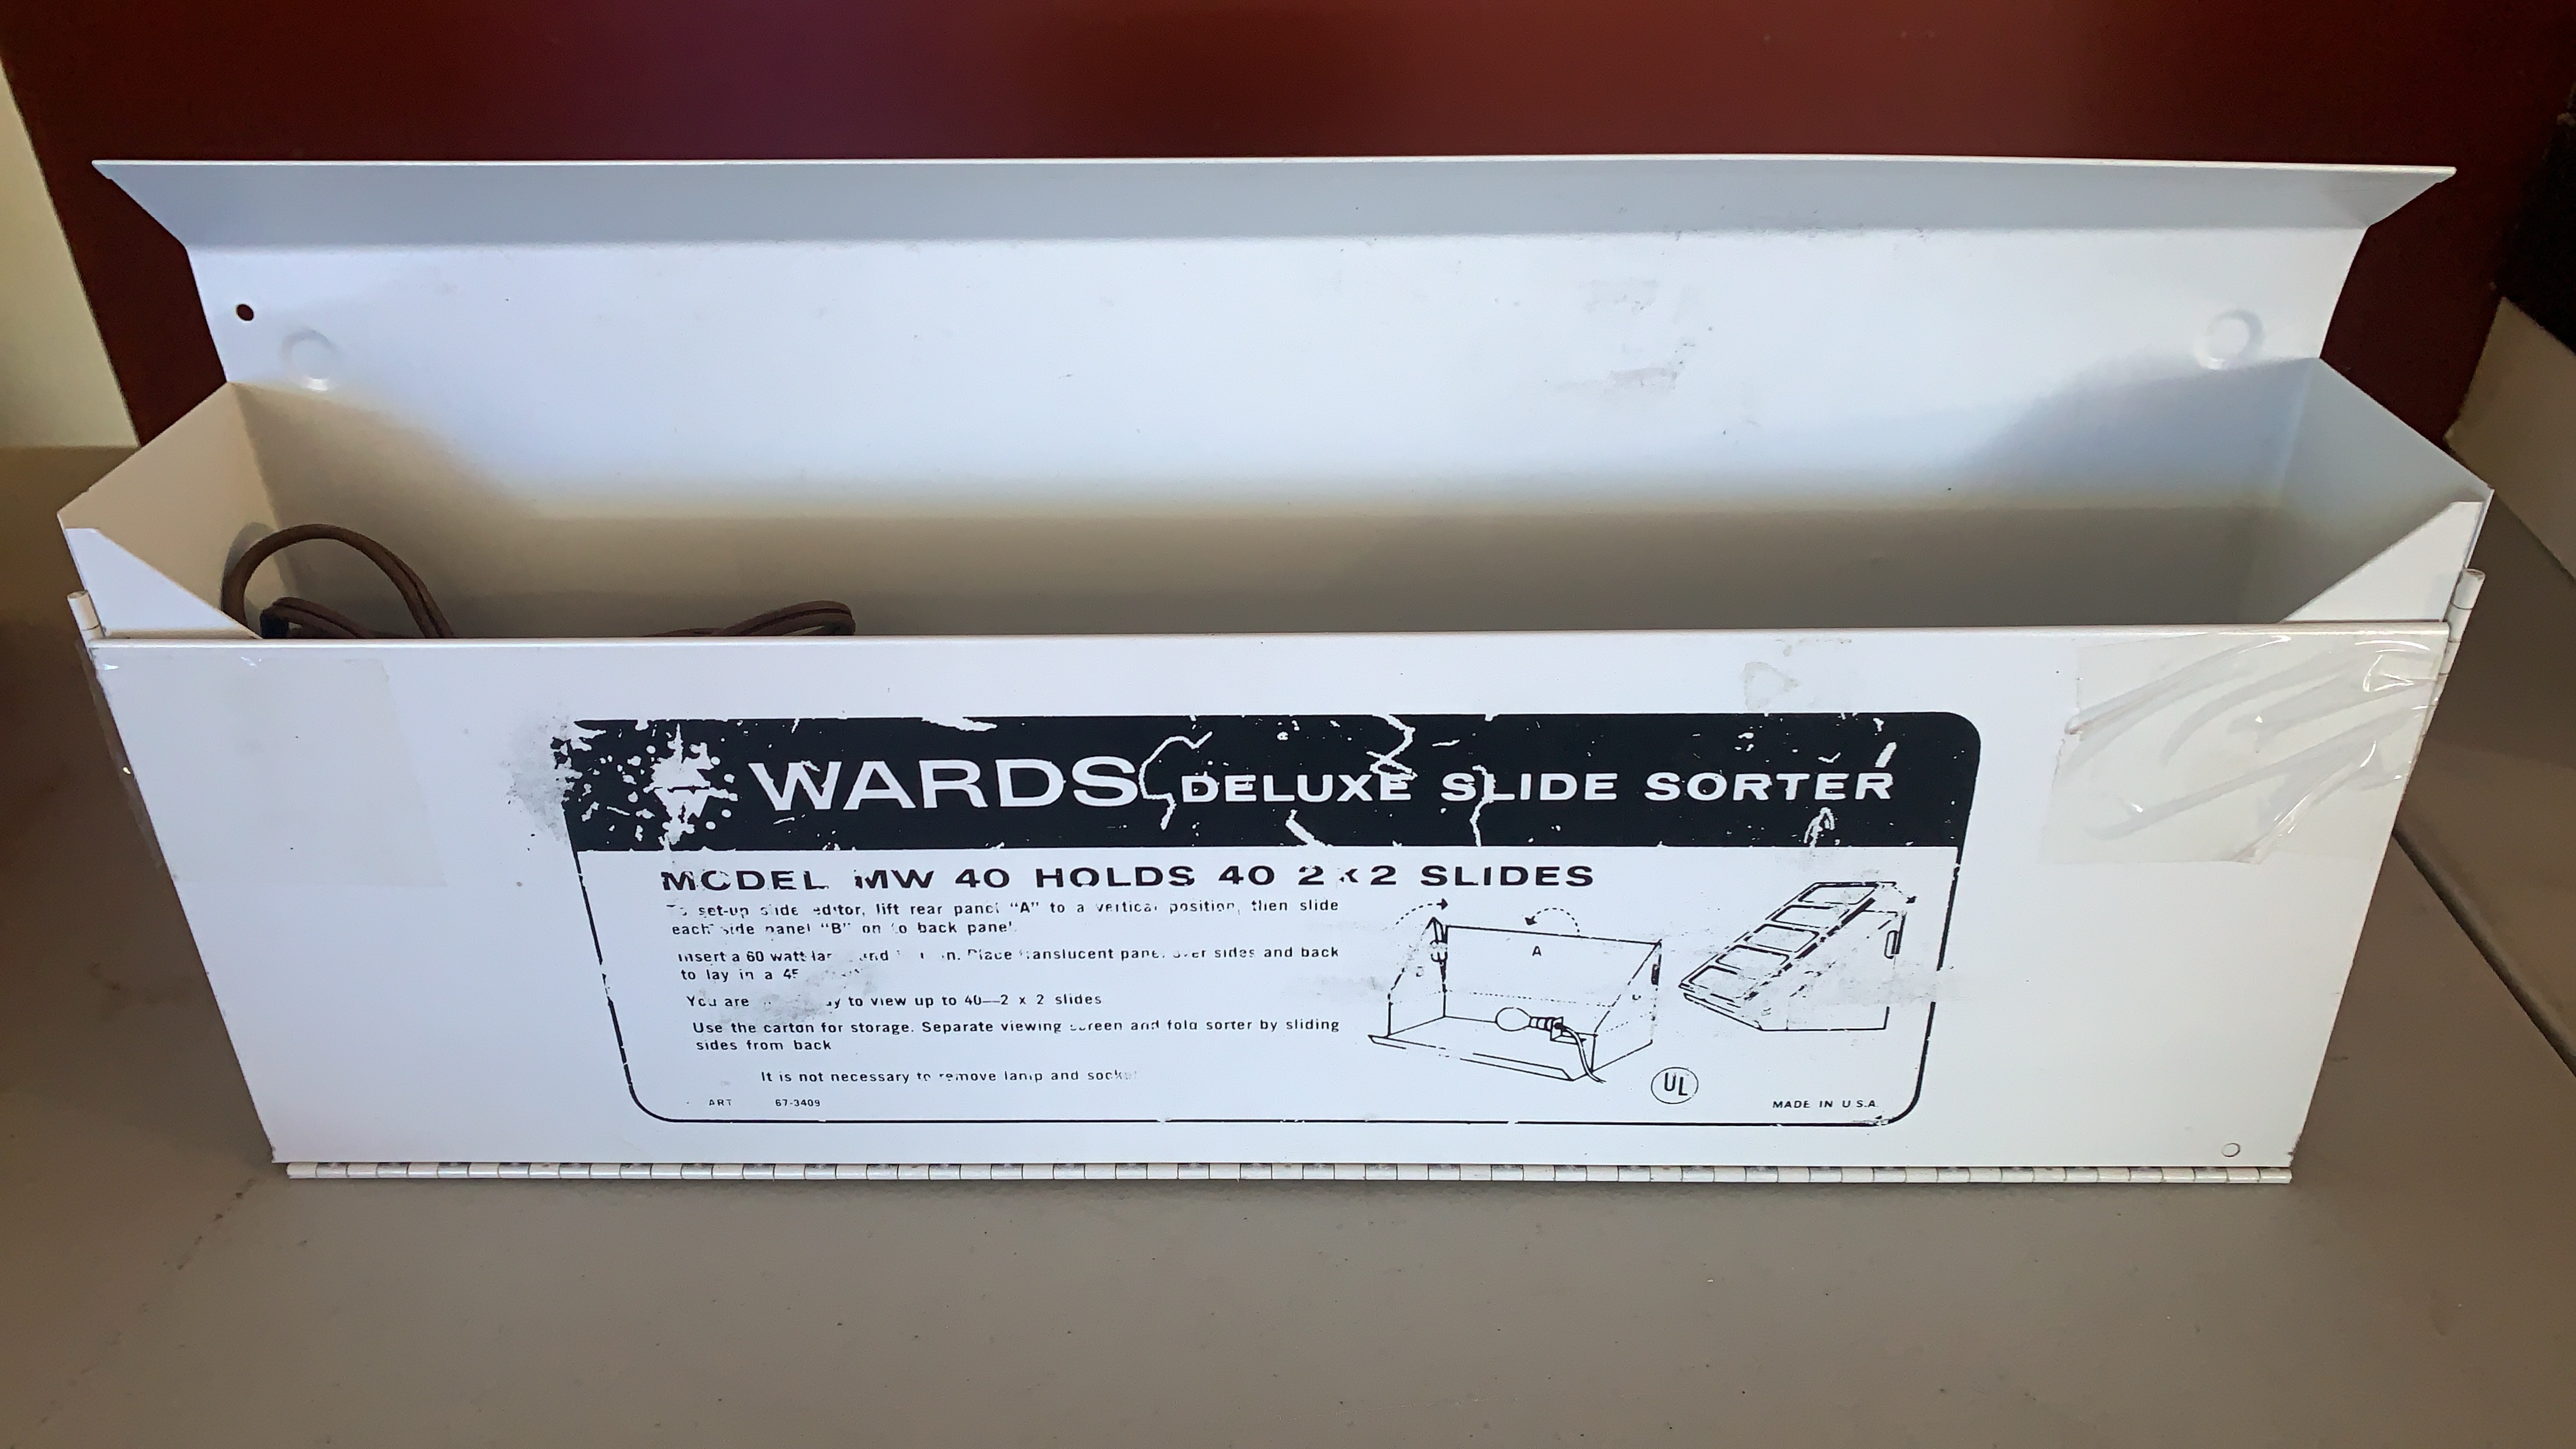 WARDS DELUXE SLIDE SORTER
MODEL MW 40 HOLDS 40 2 x 2 SLIDES
To set-up slide editor, lift rear panel "A" to a vertical position, then slide
each side panel "B" on to back panel
Insert a 60 watt Place translucent panel over sides and back
to lay in a 45
You are to view up to 40—2 x 2 slides
Use the carton for storage. Separate viewing screen and fold sorter by sliding
sides from back
It is not necessary to remove lamp and socket
ART 67-3409
A
UL
MADE IN U.S.A.